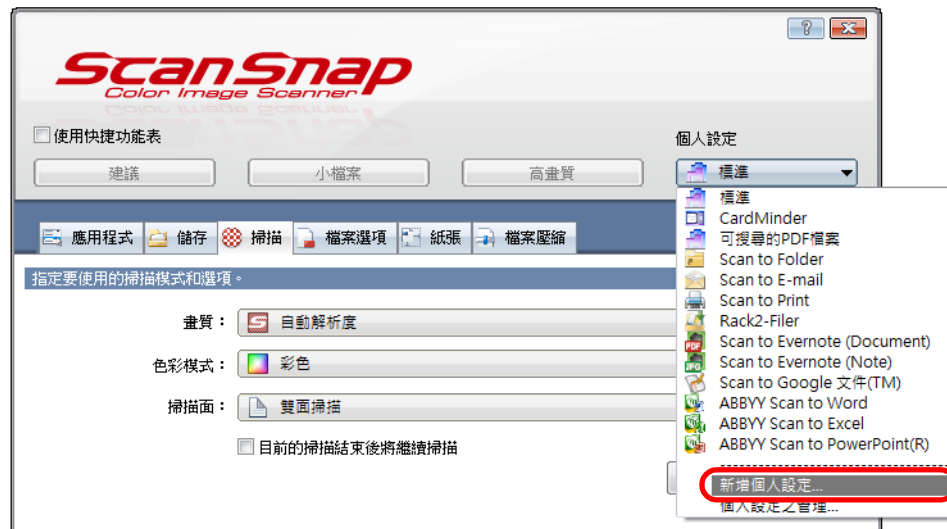 ScanSnap
Color Image Scanner
使用快捷功能表
個人設定
建議
小檔案
高畫質
標準
應用程式
儲存
掃描
檔案選項
紙張
檔案壓縮
指定要使用的掃描模式和選項。
畫質：
自動解析度
色彩模式：
彩色
掃描面：
雙面掃描
目前的掃描結束後將繼續掃描
標準
CardMinder
可搜尋的PDF檔案
Scan to Folder
Scan to E-mail
Scan to Print
Rack2-Filer
Scan to Evernote (Document)
Scan to Evernote (Note)
Scan to Google 文件(TM)
ABBYY Scan to Word
ABBYY Scan to Excel
ABBYY Scan to PowerPoint(R)
新增個人設定...
個人設定之管理...